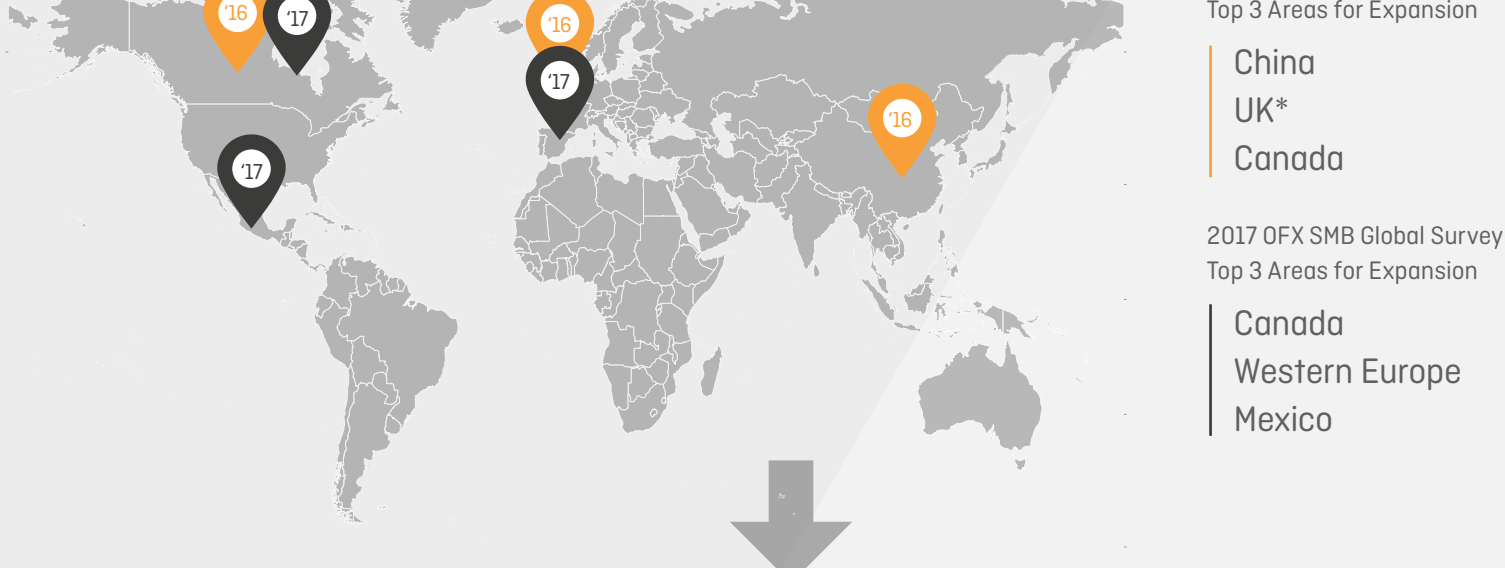 ‘16
‘17
‘16
‘17
‘16
‘17
Top 3 Areas for Expansion
China
UK*
Canada
2017 OFX SMB Global Survey
Top 3 Areas for Expansion
Canada
Western Europe
Mexico